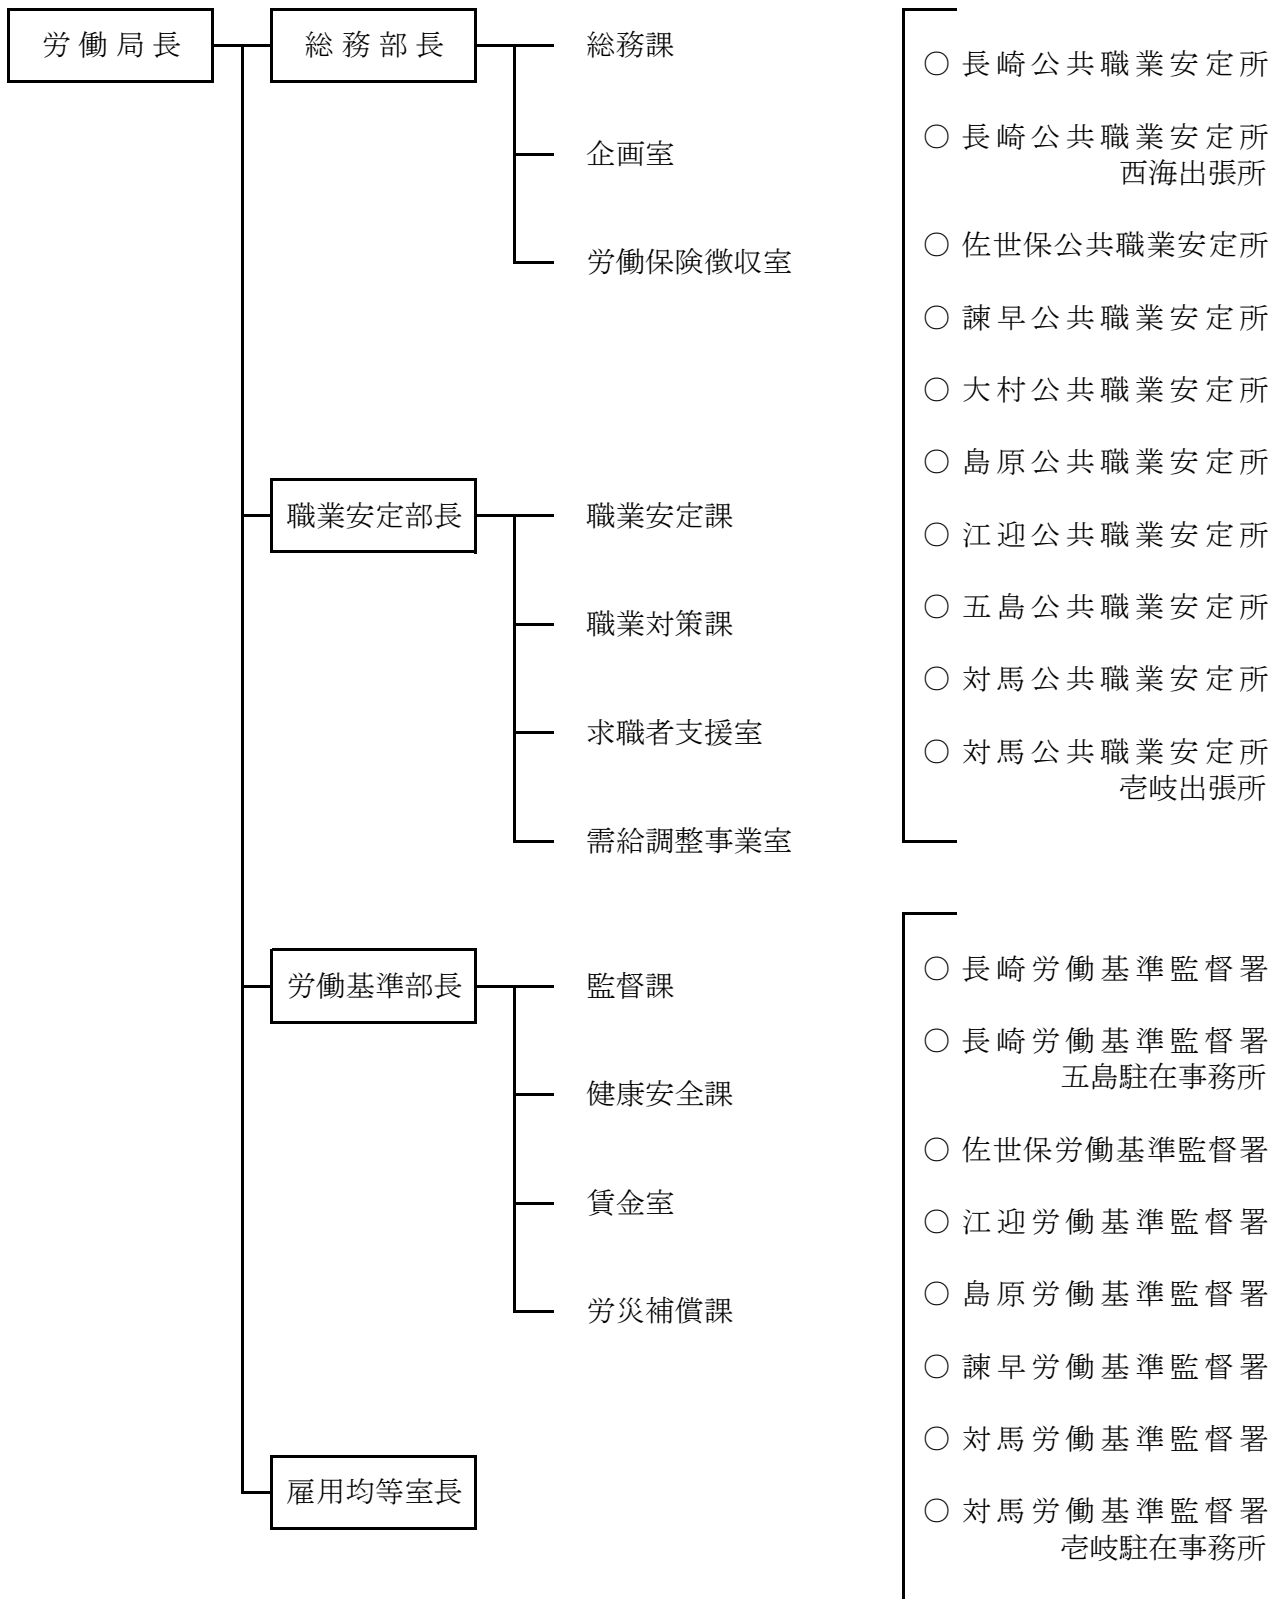 労働局長
総務部長
総務課
企画室
労働保険徴収室
職業安定部長
職業安定課
職業対策課
求職者支援室
需給調整事業室
労働基準部長
監督課
健康安全課
賃金室
労災補償課
雇用均等室長
○ 長崎公共職業安定所
○ 長崎公共職業安定所
西海出張所
○ 佐世保公共職業安定所
○ 諫早公共職業安定所
○ 大村公共職業安定所
○ 島原公共職業安定所
○ 江迎公共職業安定所
○ 五島公共職業安定所
○ 対馬公共職業安定所
○ 対馬公共職業安定所
壱岐出張所
○ 長崎労働基準監督署
○ 長崎労働基準監督署
五島駐在事務所
○ 佐世保労働基準監督署
○ 江迎労働基準監督署
○ 島原労働基準監督署
○ 諫早労働基準監督署
○ 対馬労働基準監督署
○ 対馬労働基準監督署
壱岐駐在事務所